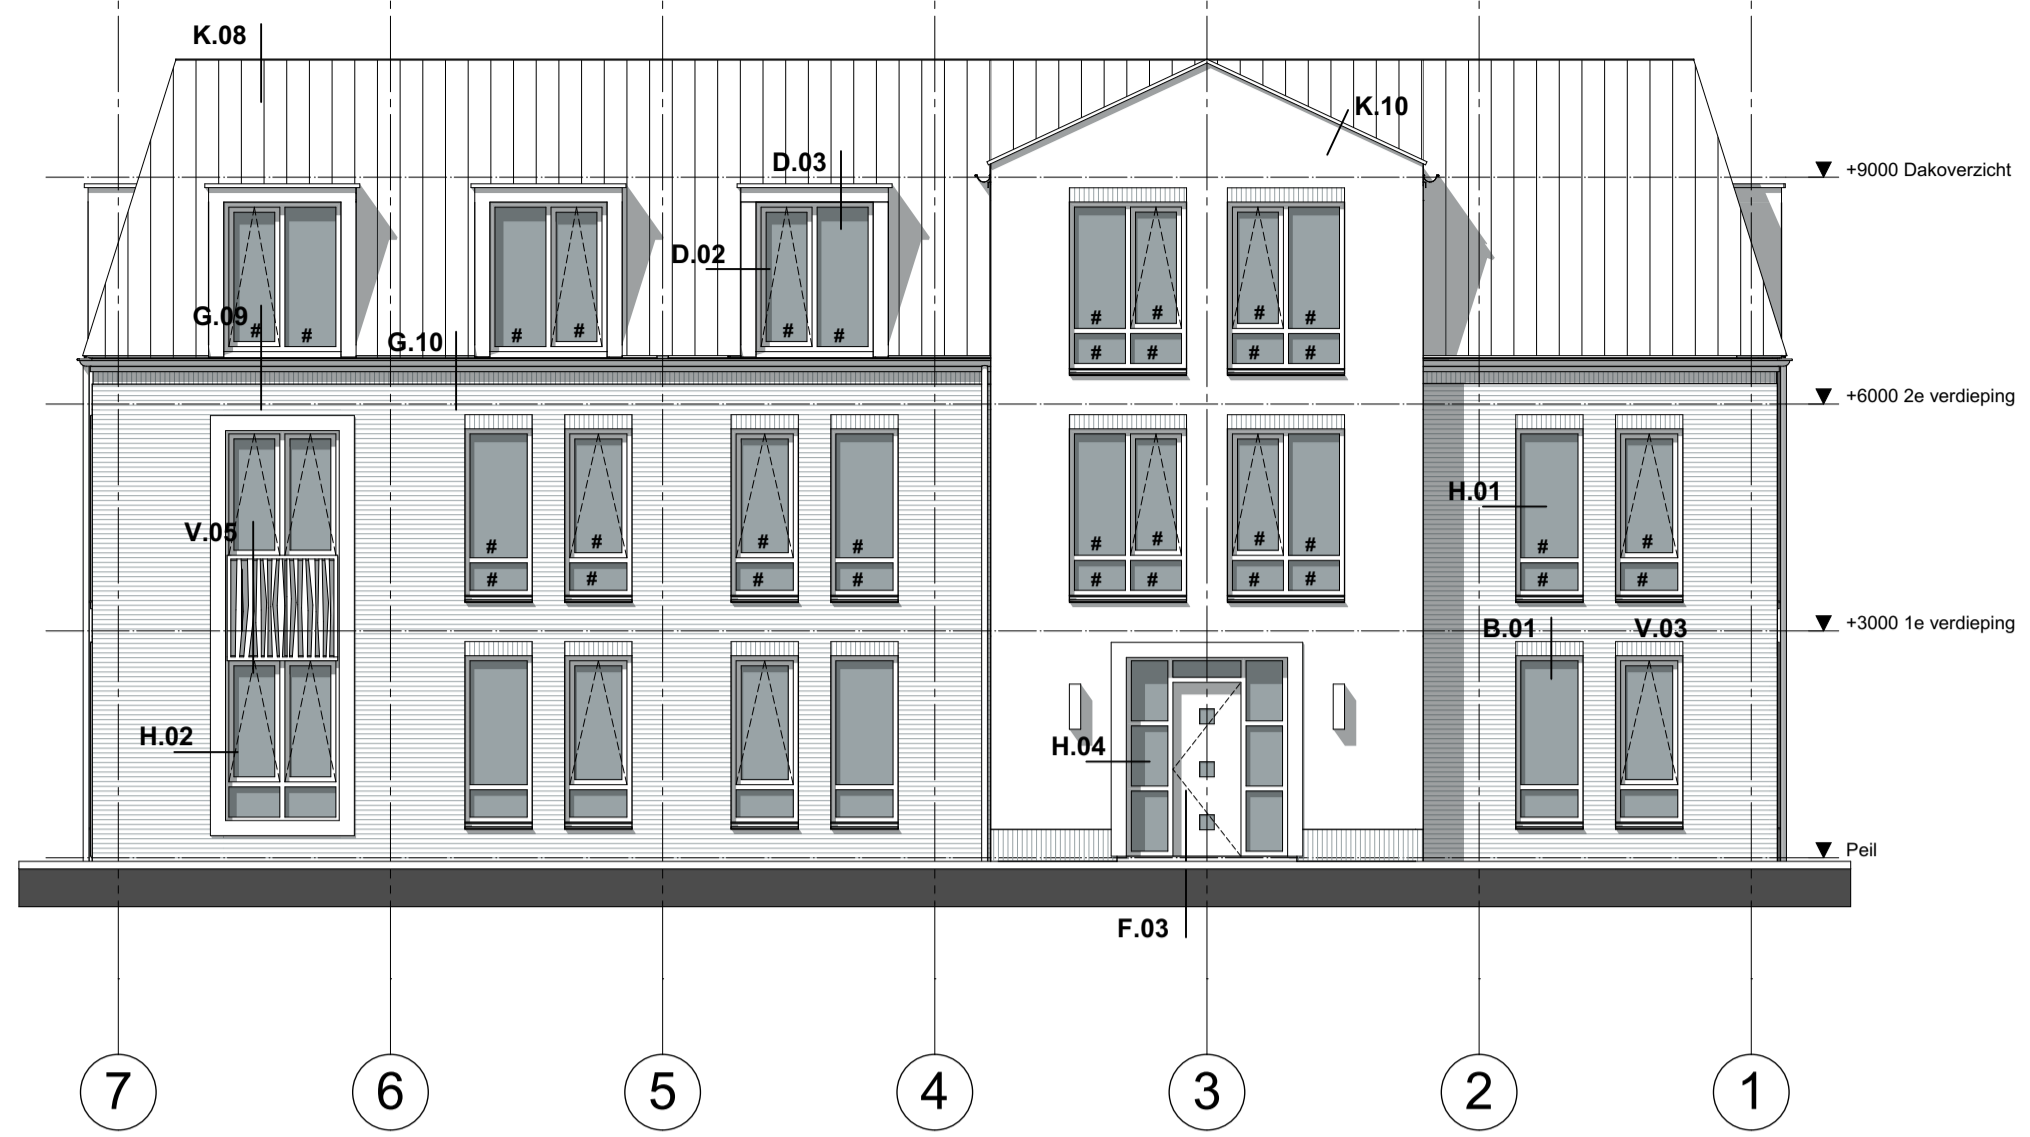 K.08
K.10
D.03
+9000 Dakoverzicht
D.02
G.09
# # # # # #
# # # #
# # # #
G.10
+6000 2e verdieping
H.01
V.05
# # # # # # # # # #
# # # # # # # # # #
+3000 1e verdieping
B.01
V.03
H.02
H.04
Peil
F.03
7 6 5 4 3 2 1